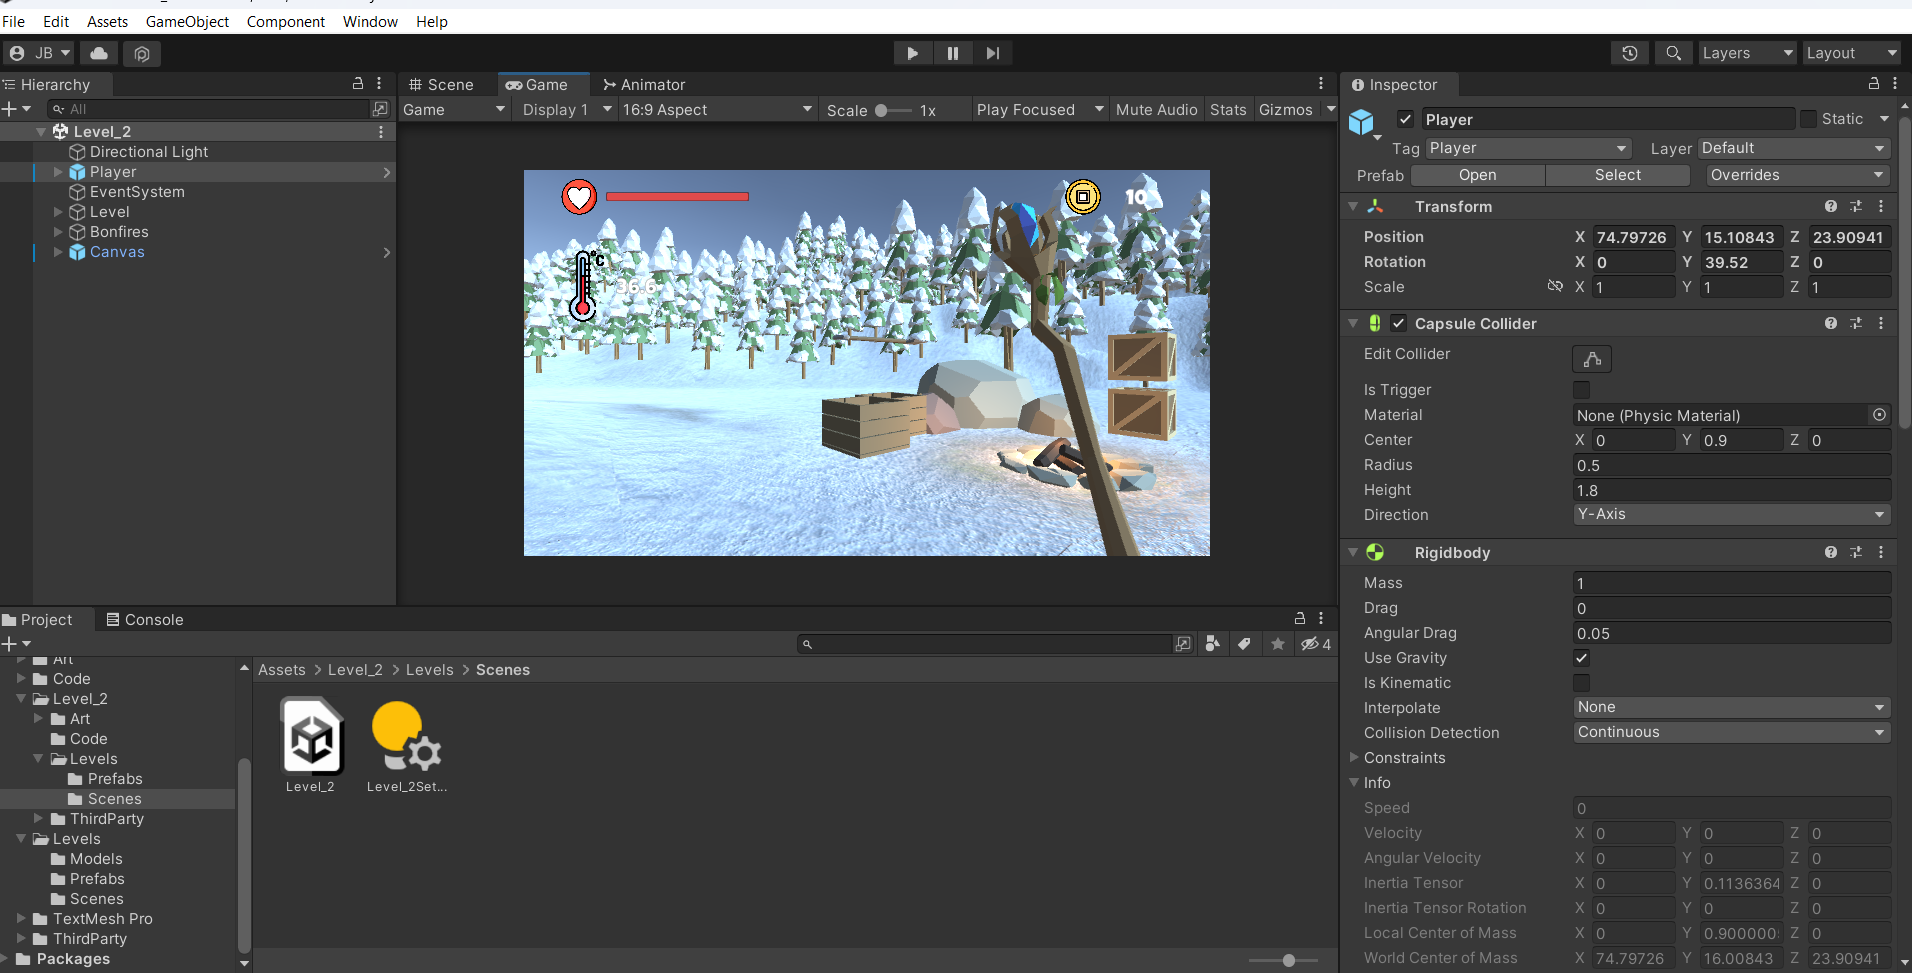 File Edit Assets GameObject Component Window Help
JB Layers Layout
Hierarchy
All
Level_2
Directional Light
Player
EventSystem
Level
Bonfires
Canvas
Scene Game Animator
Game Display 1 16:9 Aspect Scale 1x Play Focused Mute Audio Stats Gizmos
10
°C
36.6
Project Console
4
Art
Code
Level_2
Art
Code
Levels
Prefabs
Scenes
ThirdParty
Levels
Models
Prefabs
Scenes
TextMesh Pro
ThirdParty
Packages
Assets > Level_2 > Levels > Scenes
Level_2 Level_2Set...
Inspector
Player Static
Tag Player Layer Default
Prefab Open Select Overrides
Transform
Position X 74.79726 Y 15.10843 Z 23.90941
Rotation X 0 Y 39.52 Z 0
Scale X 1 Y 1 Z 1
Capsule Collider
Edit Collider
Is Trigger
Material None (Physic Material)
Center X 0 Y 0.9 Z 0
Radius 0.5
Height 1.8
Direction Y-Axis
Rigidbody
Mass 1
Drag 0
Angular Drag 0.05
Use Gravity
Is Kinematic
Interpolate None
Collision Detection Continuous
Constraints
Info
Speed 0
Velocity X 0 Y 0 Z 0
Angular Velocity X 0 Y 0 Z 0
Inertia Tensor X 0 Y 0.1136364 Z 0
Inertia Tensor Rotation X 0 Y 0 Z 0
Local Center of Mass X 0 Y 0.900000 Z 0
World Center of Mass X 74.79726 Y 16.00843 Z 23.90941